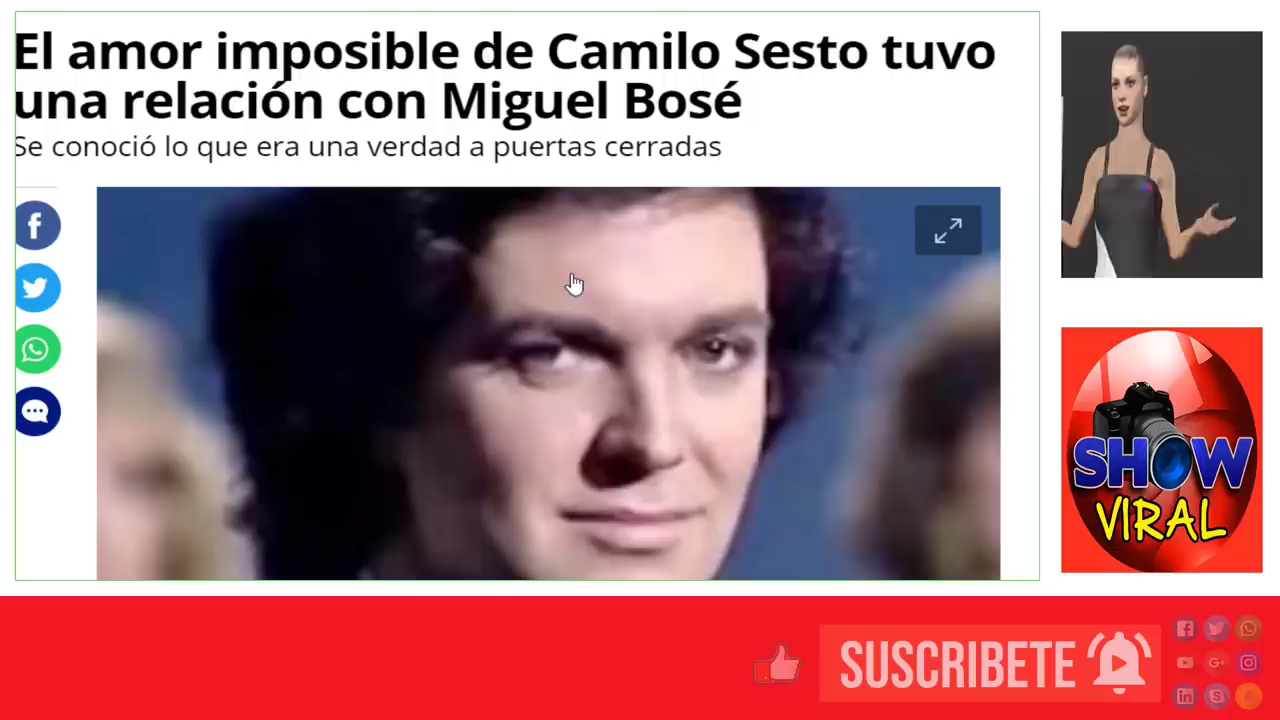 El amor imposible de Camilo Sesto tuvo
una relación con Miguel Bosé
Se conoció lo que era una verdad a puertas cerradas
SHOW
VIRAL
SUSCRIBETE